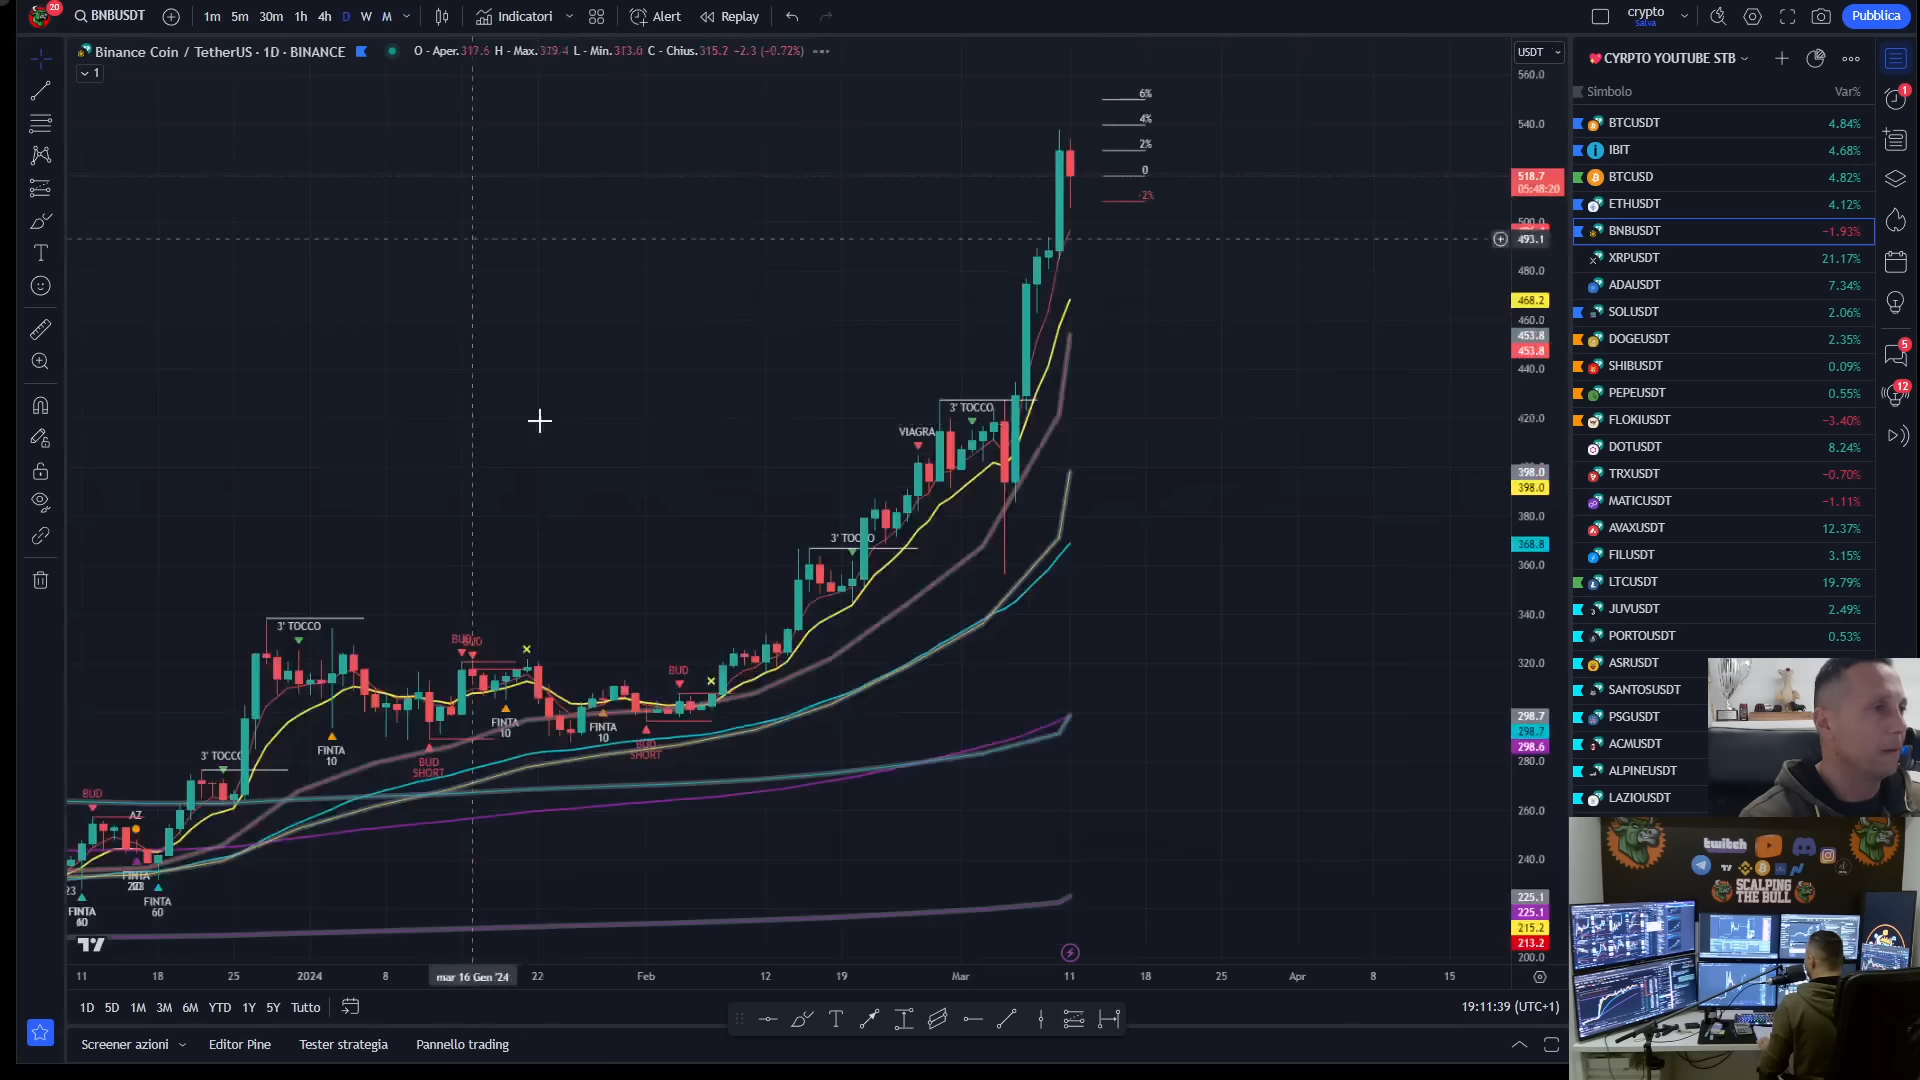 20
BNBUSDT
1m 5m 30m 1h 4h D W M
Indicatori
Alert
Replay
crypto
Salva
Pubblica
Binance Coin / TetherUS · 1D · BINANCE
O - Aper.317.6 H - Max.319.4 L - Min.313.6 C - Chius.315.2 −2.3 (−0.72%)
1
USDT
CYRPTO YOUTUBE STB
Simbolo Var%
BTCUSDT 4.84%
IBIT 4.68%
BTCUSD 4.82%
ETHUSDT 4.12%
BNBUSDT −1.93%
XRPUSDT 21.17%
ADAUSDT 7.34%
SOLUSDT 2.06%
DOGEUSDT 2.35%
SHIBUSDT 0.09%
PEPEUSDT 0.55%
FLOKIUSDT −3.40%
DOTUSDT 8.24%
TRXUSDT −0.70%
MATICUSDT −1.11%
AVAXUSDT 12.37%
FILUSDT 3.15%
LTCUSDT 19.79%
JUVUSDT 2.49%
PORTOUSDT 0.53%
ASRUSDT
SANTOSUSDT
PSGUSDT
ACMUSDT
ALPINEUSDT
LAZIOUSDT
1
5
12
560.0
540.0
518.7
05:48:20
500.0
493.1
480.0
468.2
460.0
453.8
453.8
440.0
420.0
398.0
398.0
380.0
368.8
360.0
340.0
320.0
298.7
298.7
298.6
280.0
260.0
240.0
225.1
225.1
215.2
213.2
200.0
6%
4%
2%
0
-2%
3' TOCCO
VIAGRA
3' TOCCO
3' TOCCO
BUD
BUD
BUD
FINTA
10
FINTA
10
FINTA
10
BUD
SHORT
BUD
SHORT
3' TOCCO
BUD
AZ
FINTA
FINTA
60
23
FINTA
60
11 18 25 2024 8 mar 16 Gen '24 22 Feb 12 19 Mar 11 18 25 Apr 8 15
1D 5D 1M 3M 6M YTD 1Y 5Y Tutto
19:11:39 (UTC+1)
Screener azioni Editor Pine Tester strategia Pannello trading
twitch
SCALPING
THE BULL